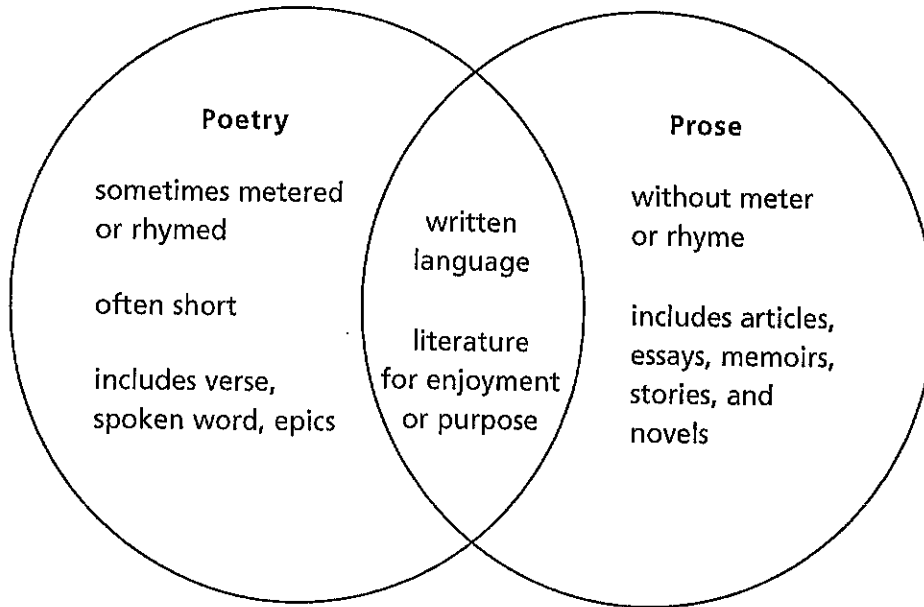 Poetry
sometimes metered
or rhymed
often short
includes verse,
spoken word, epics
written
language
literature
for enjoyment
or purpose
Prose
without meter
or rhyme
includes articles,
essays, memoirs,
stories, and
novels